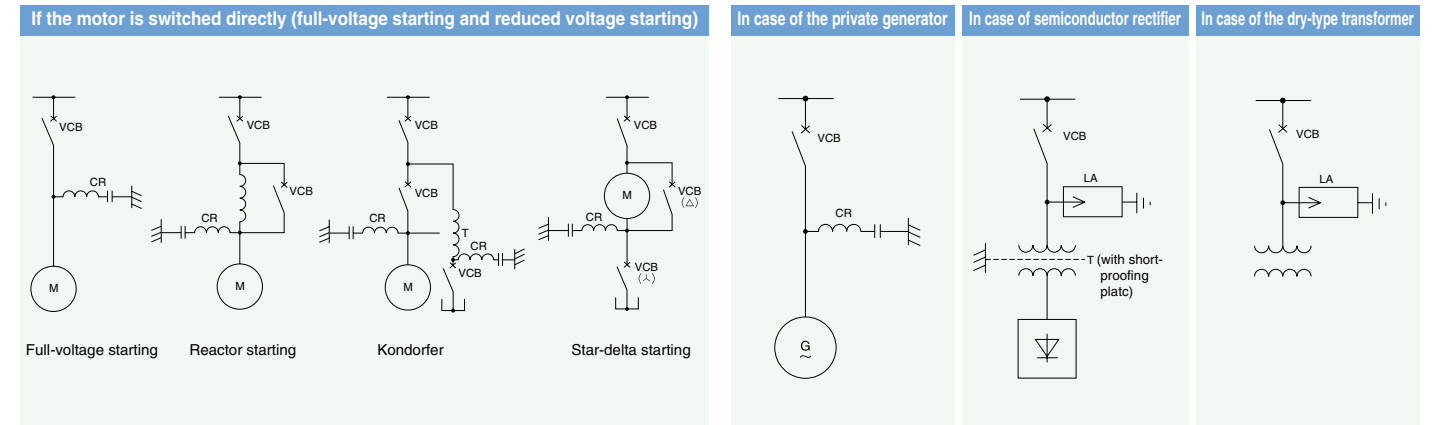 If the motor is switched directly (full-voltage starting and reduced voltage starting)
VCB
CR
M
Full-voltage starting
VCB
VCB
CR
M
Reactor starting
VCB
VCB
CR
T
CR
VCB
M
Kondorfer
VCB
M
VCB
(△)
CR
VCB
(⅄)
Star-delta starting
In case of the private generator
VCB
CR
G
~
In case of semiconductor rectifier
VCB
LA
T (with short-
proofing
platc)
In case of the dry-type transformer
VCB
LA